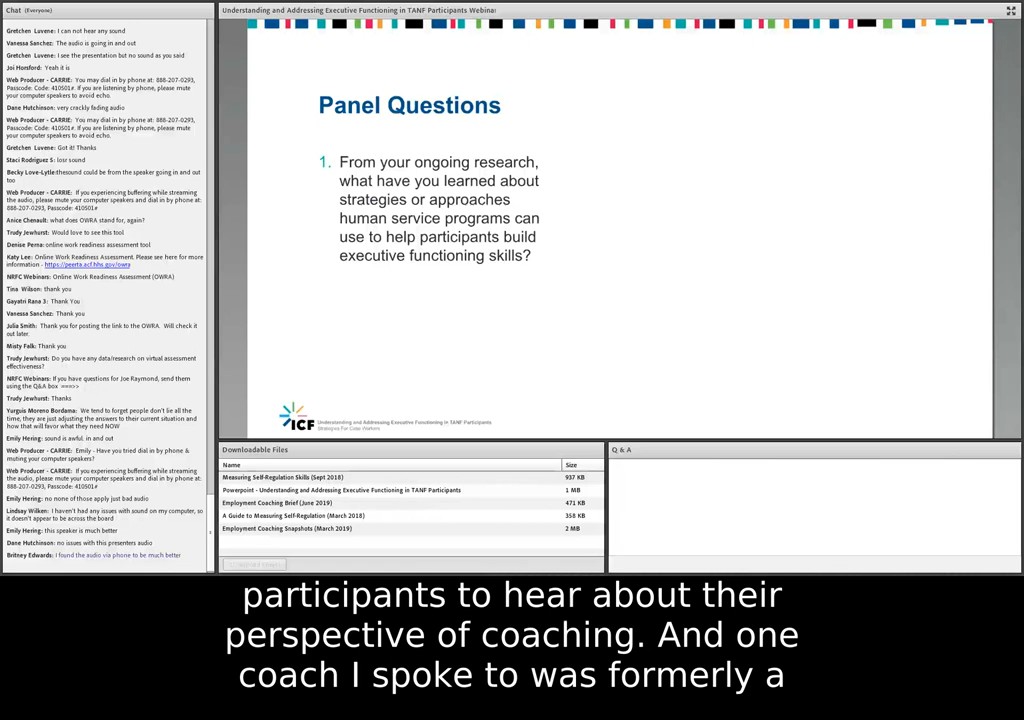 Chat (Everyone)
Gretchen Luvene: I can not hear any sound
Vanessa Sanchez: The audio is going in and out
Gretchen Luvene: I see the presentation but no sound as you said
Joi Horsford: Yeah it is
Web Producer - CARRIE: You may dial in by phone at: 888-207-0293,
Passcode: Code: 410501#. If you are listening by phone, please mute
your computer speakers to avoid echo.
Dane Hutchinson: very crackly fading audio
Web Producer - CARRIE: You may dial in by phone at: 888-207-0293,
Passcode: Code: 410501#. If you are listening by phone, please mute
your computer speakers to avoid echo.
Gretchen Luvene: Got it! Thanks
Staci Rodriguez 5: losr sound
Becky Love-Lytle:thesound could be from the speaker going in and out
too
Web Producer - CARRIE: If you experiencing buffering while streaming
the audio, please mute your computer speakers and dial in by phone at:
888-207-0293, Passcode: 410501#
Anice Chenault: what does OWRA stand for, again?
Trudy Jewhurst: Would love to see this tool
Denise Perna: online work readiness assessment tool
Katy Lee: Online Work Readiness Assessment. Please see here for more
information - https://peerta.acf.hhs.gov/owra
NRFC Webinars: Online Work Readiness Assessment (OWRA)
Tina Wilson: thank you
Gayatri Rana 3: Thank You
Vanessa Sanchez: Thank you
Julia Smith: Thank you for posting the link to the OWRA. Will check it
out later.
Misty Falk: Thank you
Trudy Jewhurst: Do you have any data/research on virtual assessment
effectiveness?
NRFC Webinars: If you have questions for Joe Raymond, send them
using the Q&A box ===>>
Trudy Jewhurst: Thanks
Yurguis Moreno Bordama: We tend to forget people don't lie all the
time, they are just adjusting the answers to their current situation and
how that will favor what they need NOW
Emily Hering: sound is awful. in and out
Web Producer - CARRIE: Emily - Have you tried dial in by phone &
muting your computer speakers?
Web Producer - CARRIE: If you experiencing buffering while streaming
the audio, please mute your computer speakers and dial in by phone at:
888-207-0293, Passcode: 410501#
Emily Hering: no none of those apply just bad audio
Lindsay Wilken: I haven't had any issues with sound on my computer, so
it doesn't appear to be across the board
Emily Hering: this speaker is much better
Dane Hutchinson: no issues with this presenters audio
Britney Edwards: I found the audio via phone to be much better
Understanding and Addressing Executive Functioning in TANF Participants Webinar
Panel Questions
1. From your ongoing research,
what have you learned about
strategies or approaches
human service programs can
use to help participants build
executive functioning skills?
ICF
Understanding and Addressing Executive Functioning in TANF Participants
Strategies For Case Workers
Downloadable Files
Name Size
Measuring Self-Regulation Skills (Sept 2018) 937 KB
Powerpoint - Understanding and Addressing Executive Functioning in TANF Participants 1 MB
Employment Coaching Brief (June 2019) 471 KB
A Guide to Measuring Self-Regulation (March 2018) 358 KB
Employment Coaching Snapshots (March 2019) 2 MB
Q & A
participants to hear about their
perspective of coaching. And one
coach I spoke to was formerly a